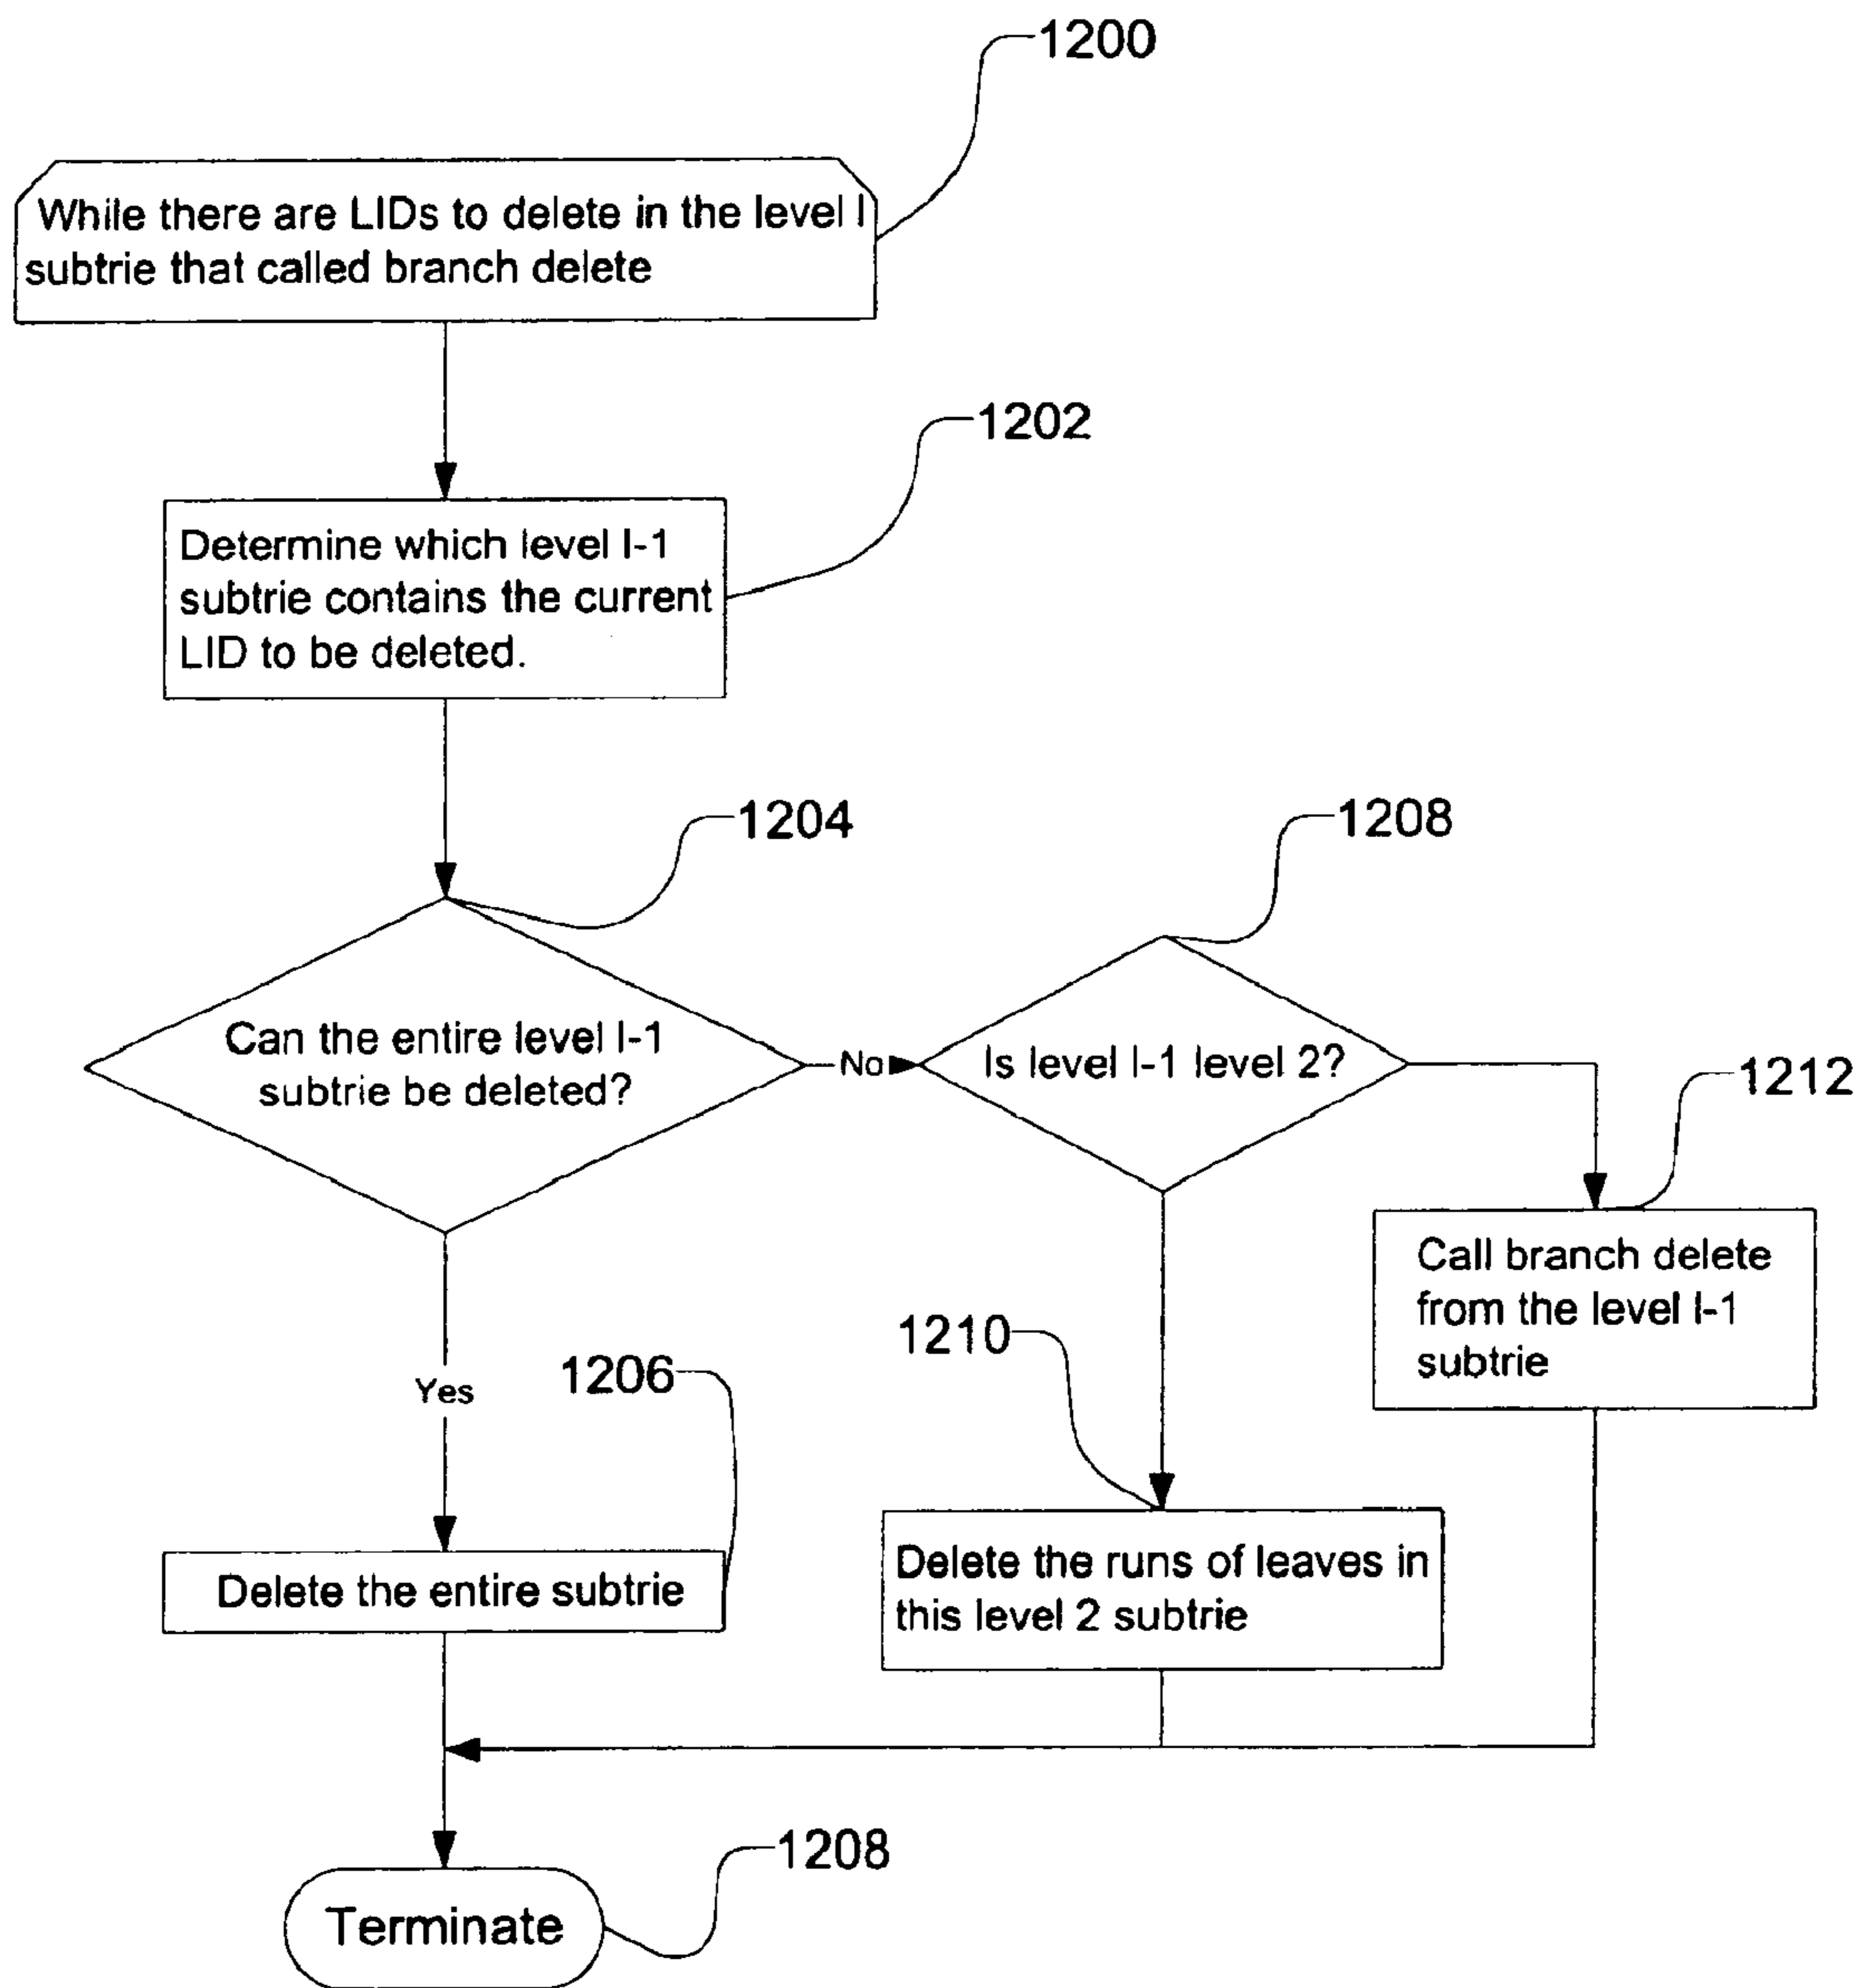 1200
While there are LIDs to delete in the level l
subtrie that called branch delete
1202
Determine which level l-1
subtrie contains the current
LID to be deleted.
1204
1208
Can the entire level l-1
subtrie be deleted?
No
Is level l-1 level 2?
1212
Call branch delete
from the level l-1
subtrie
1210
Yes
1206
Delete the entire subtrie
Delete the runs of leaves in
this level 2 subtrie
1208
Terminate